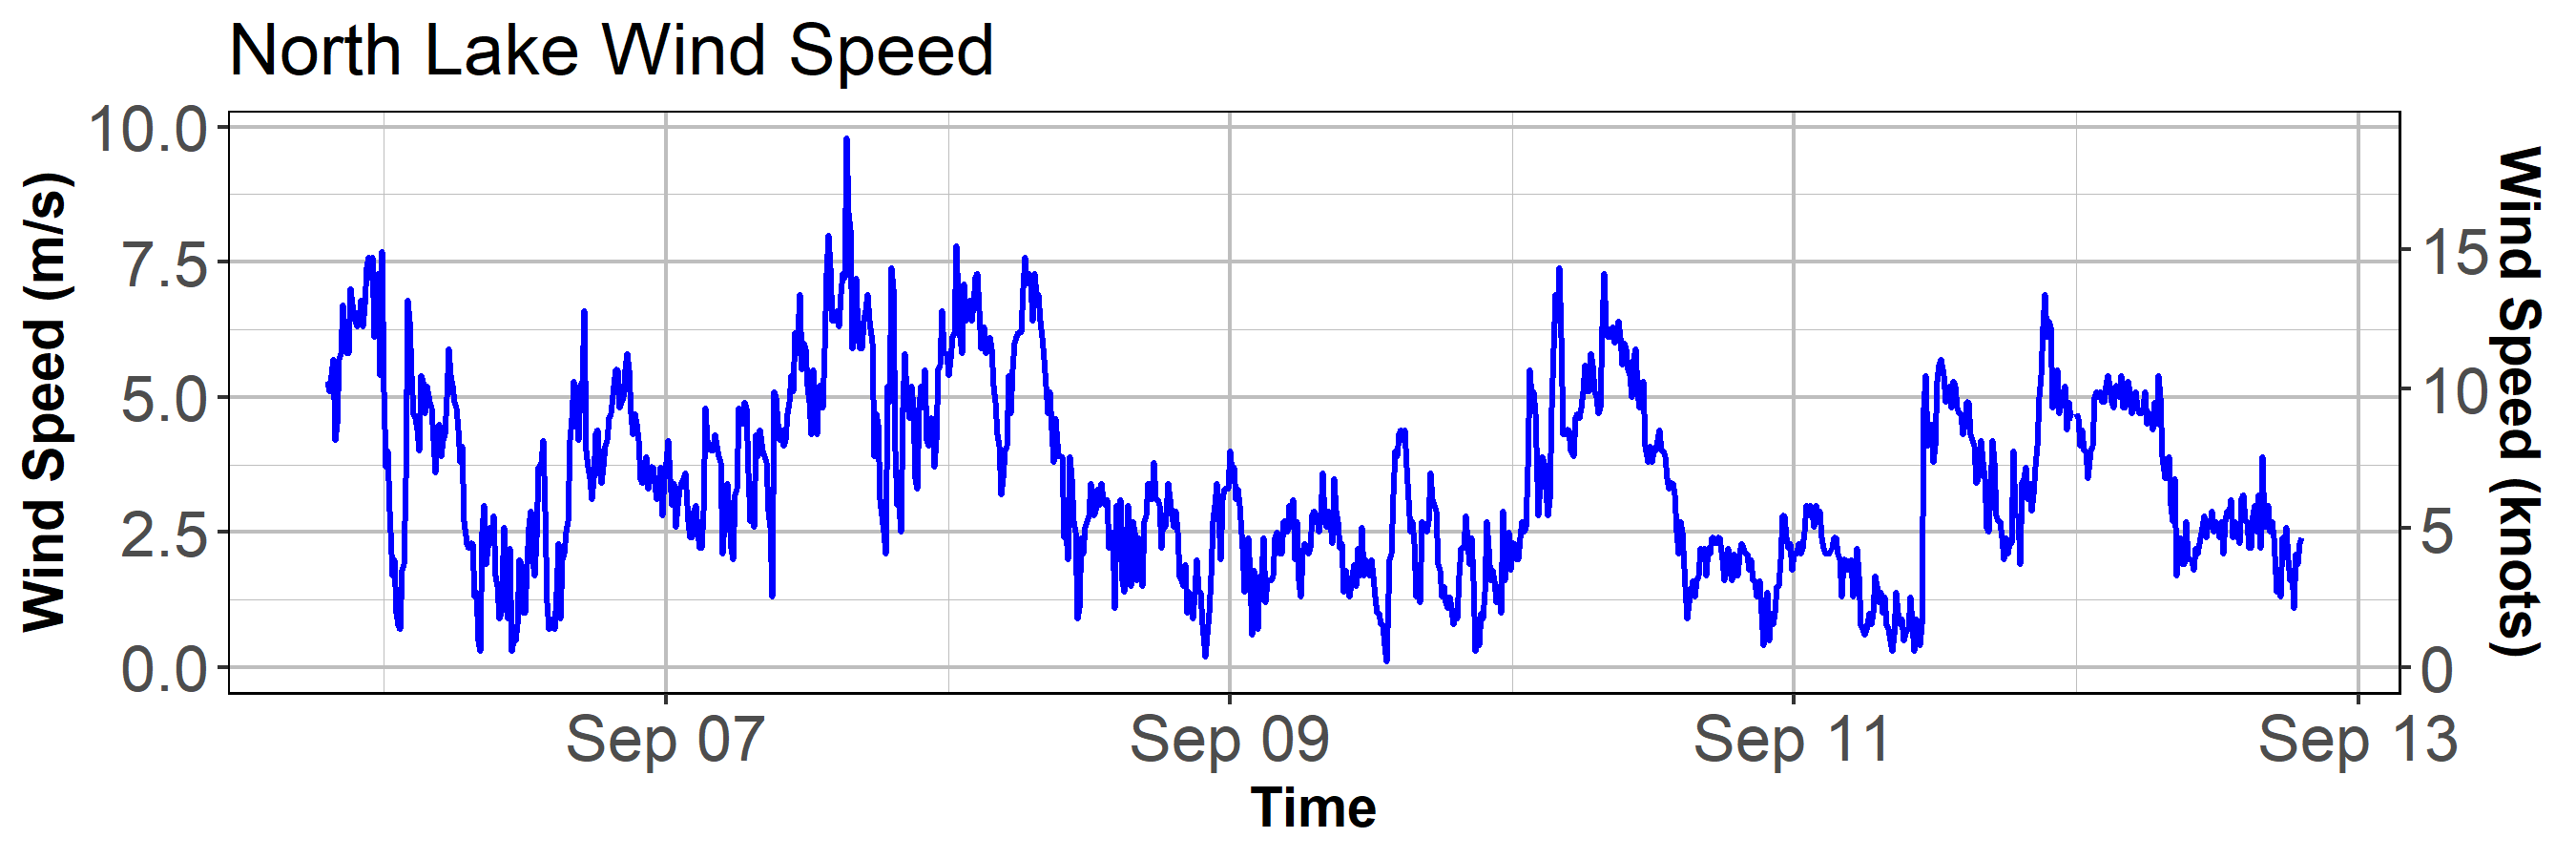 North Lake Wind Speed
Wind Speed (m/s)
10.0
7.5
5.0
2.5
0.0
Wind Speed (knots)
15
10
5
0
Sep 07
Sep 09
Sep 11
Sep 13
Time